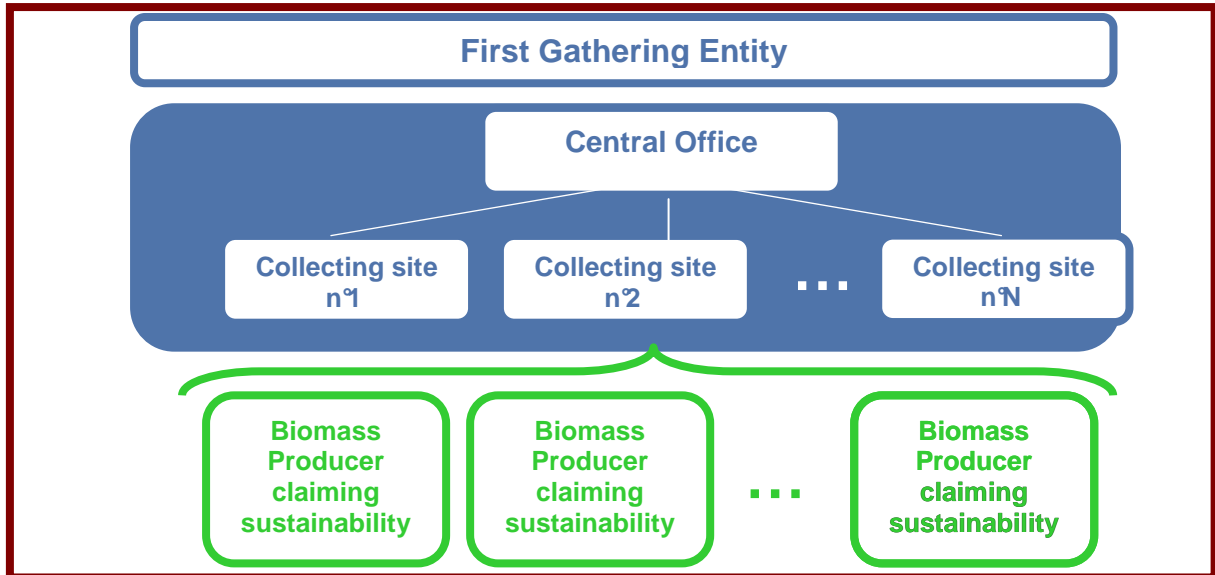 First Gathering Entity
Central Office
Collecting site
n°1
Collecting site
n°2
...
Collecting site
n°N
Biomass
Producer
claiming
sustainability
Biomass
Producer
claiming
sustainability
...
Biomass
Producer
claiming
sustainability